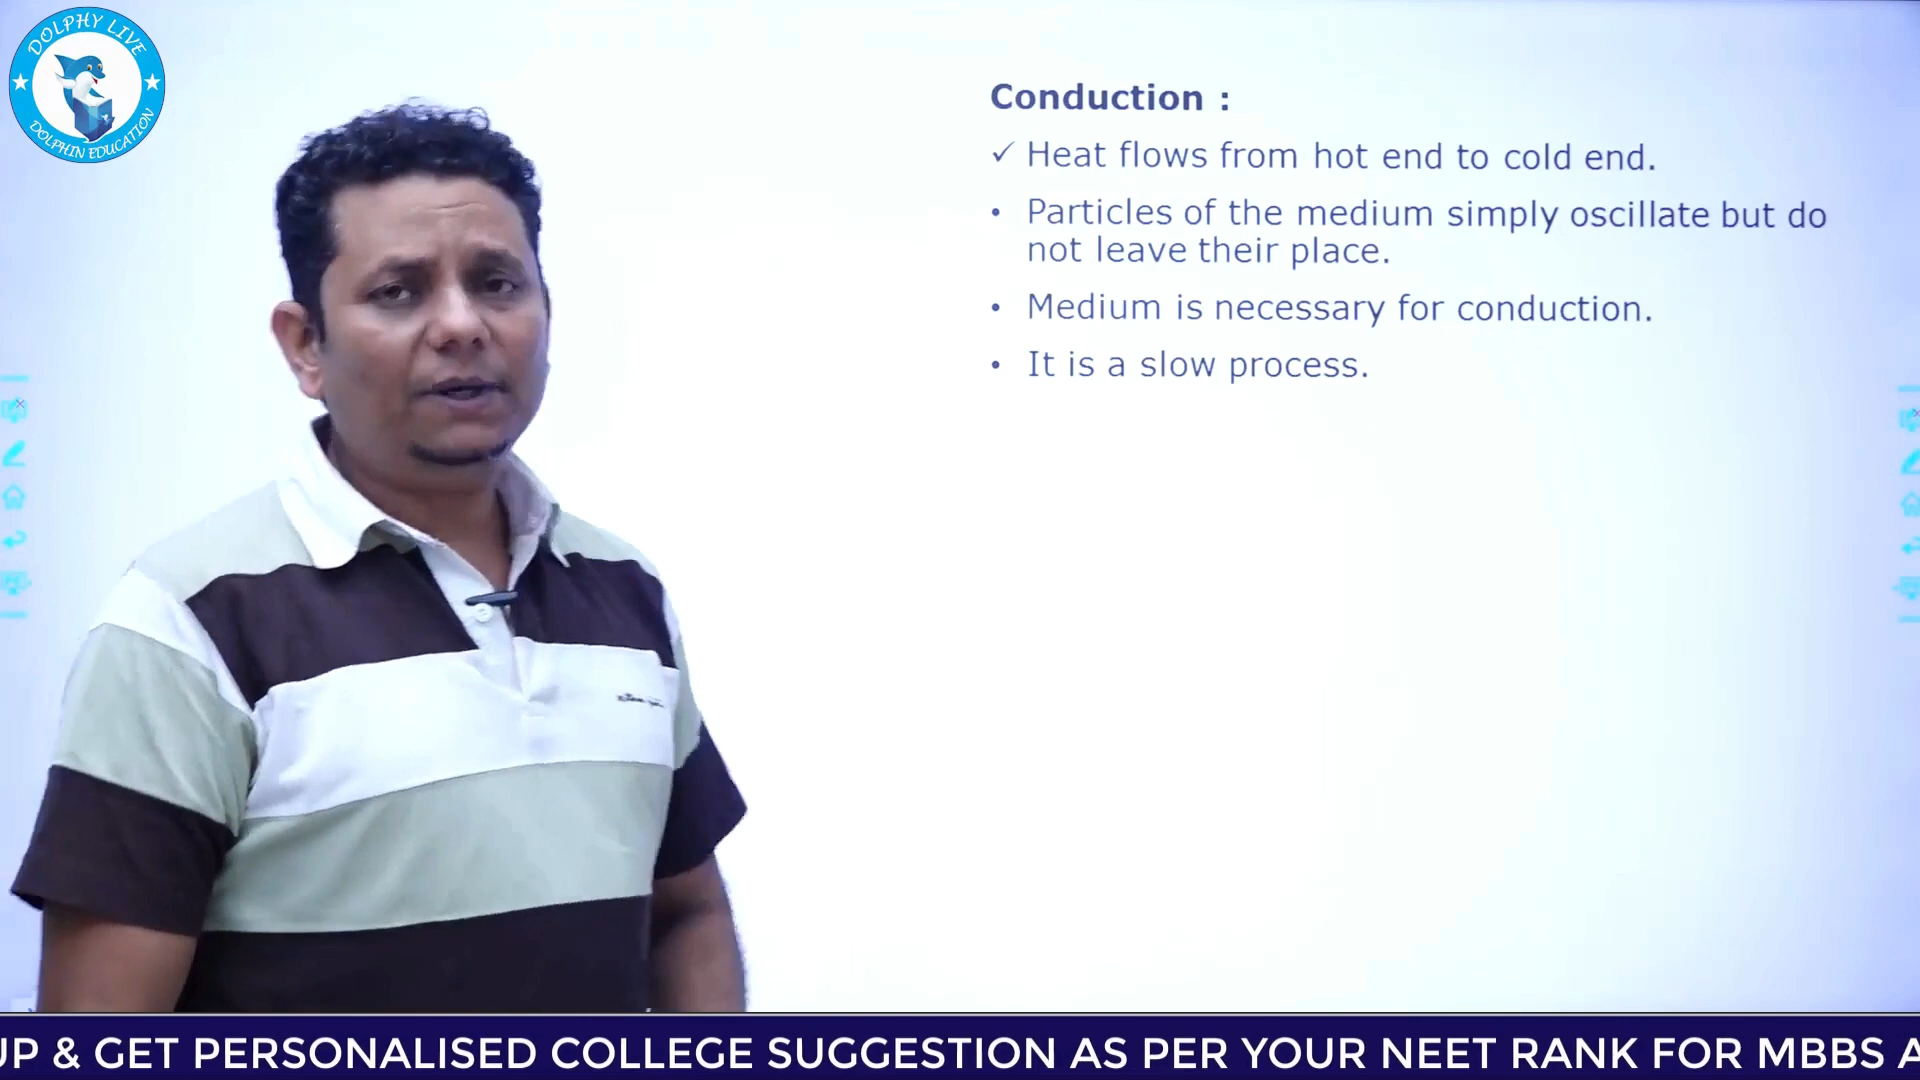 DOLPHY LIVE
DOLPHIN EDUCATION
Conduction :
✓ Heat flows from hot end to cold end.
• Particles of the medium simply oscillate but do
not leave their place.
• Medium is necessary for conduction.
• It is a slow process.
UP & GET PERSONALISED COLLEGE SUGGESTION AS PER YOUR NEET RANK FOR MBBS A